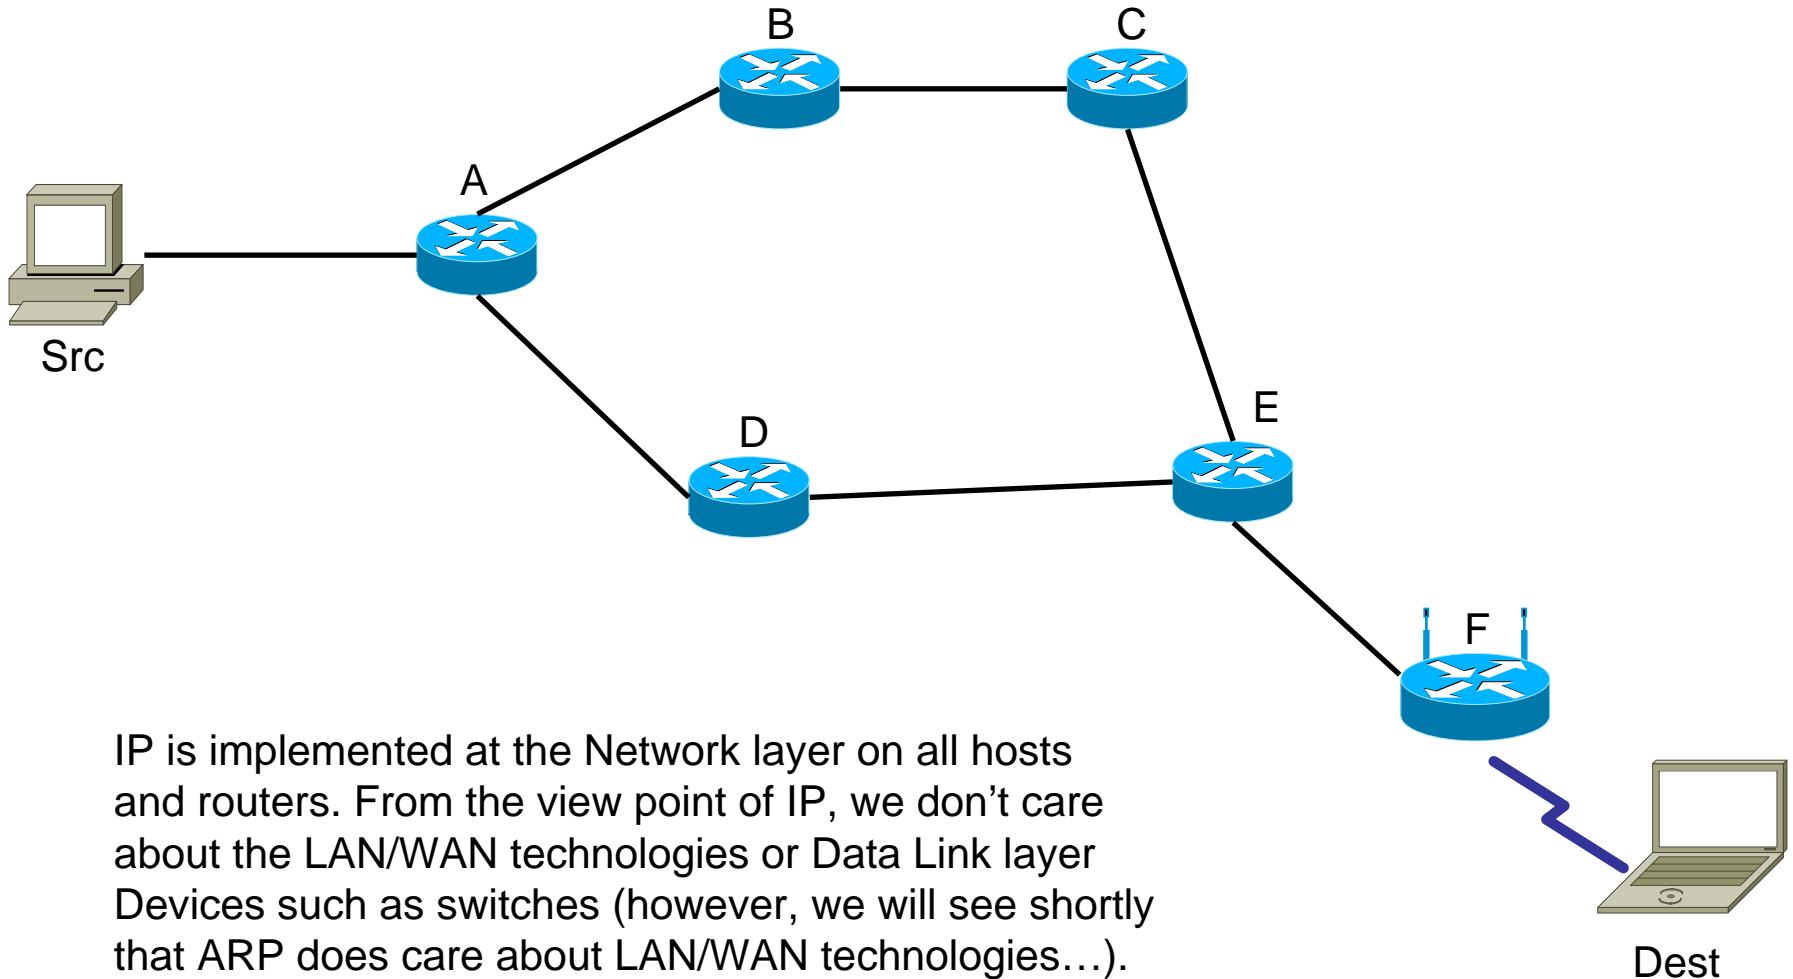 B
C
A
Src
E
D
F
IP is implemented at the Network layer on all hosts
and routers. From the view point of IP, we don’t care
about the LAN/WAN technologies or Data Link layer
Devices such as switches (however, we will see shortly
that ARP does care about LAN/WAN technologies…).
Dest